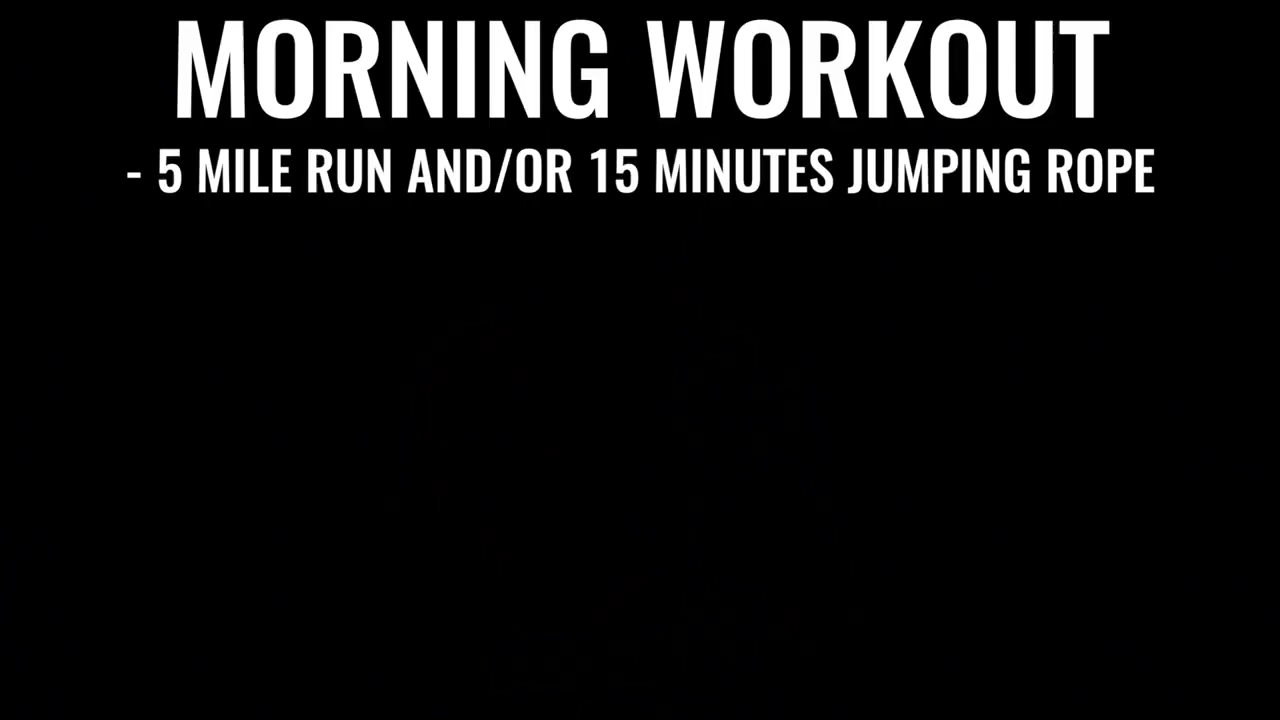 MORNING WORKOUT
- 5 MILE RUN AND/OR 15 MINUTES JUMPING ROPE